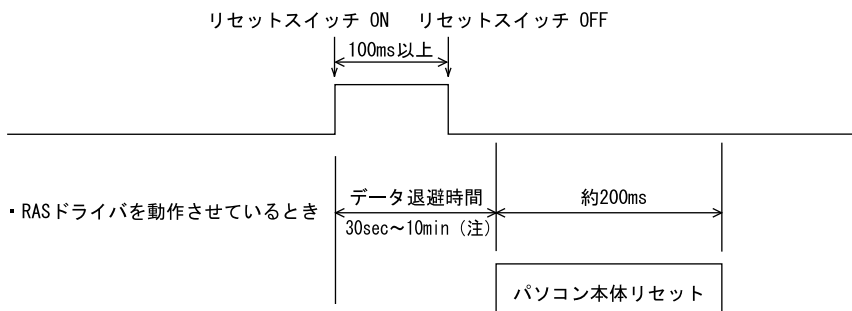 リセットスイッチ ON リセットスイッチ OFF
100ms以上
・RASドライバを動作させているとき
データ退避時間
30sec～10min（注）
約200ms
パソコン本体リセット